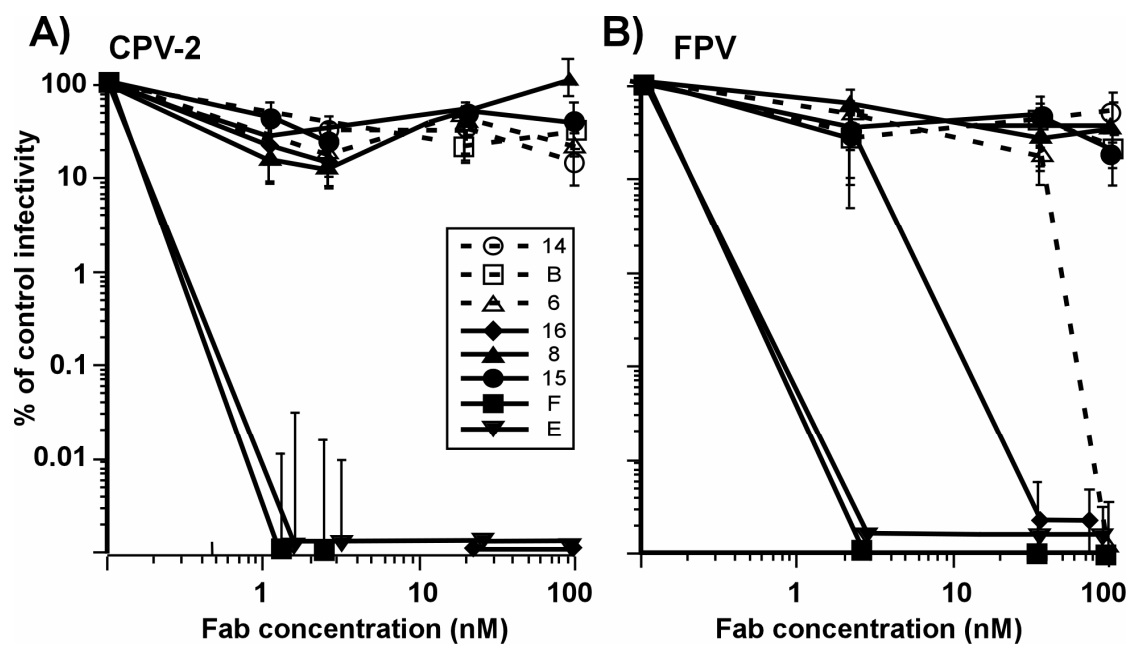 A) CPV-2
B) FPV
% of control infectivity
100
10
1
0.1
0.01
14
B
6
16
8
15
F
E
1 10 100
1 10 100
Fab concentration (nM)
Fab concentration (nM)